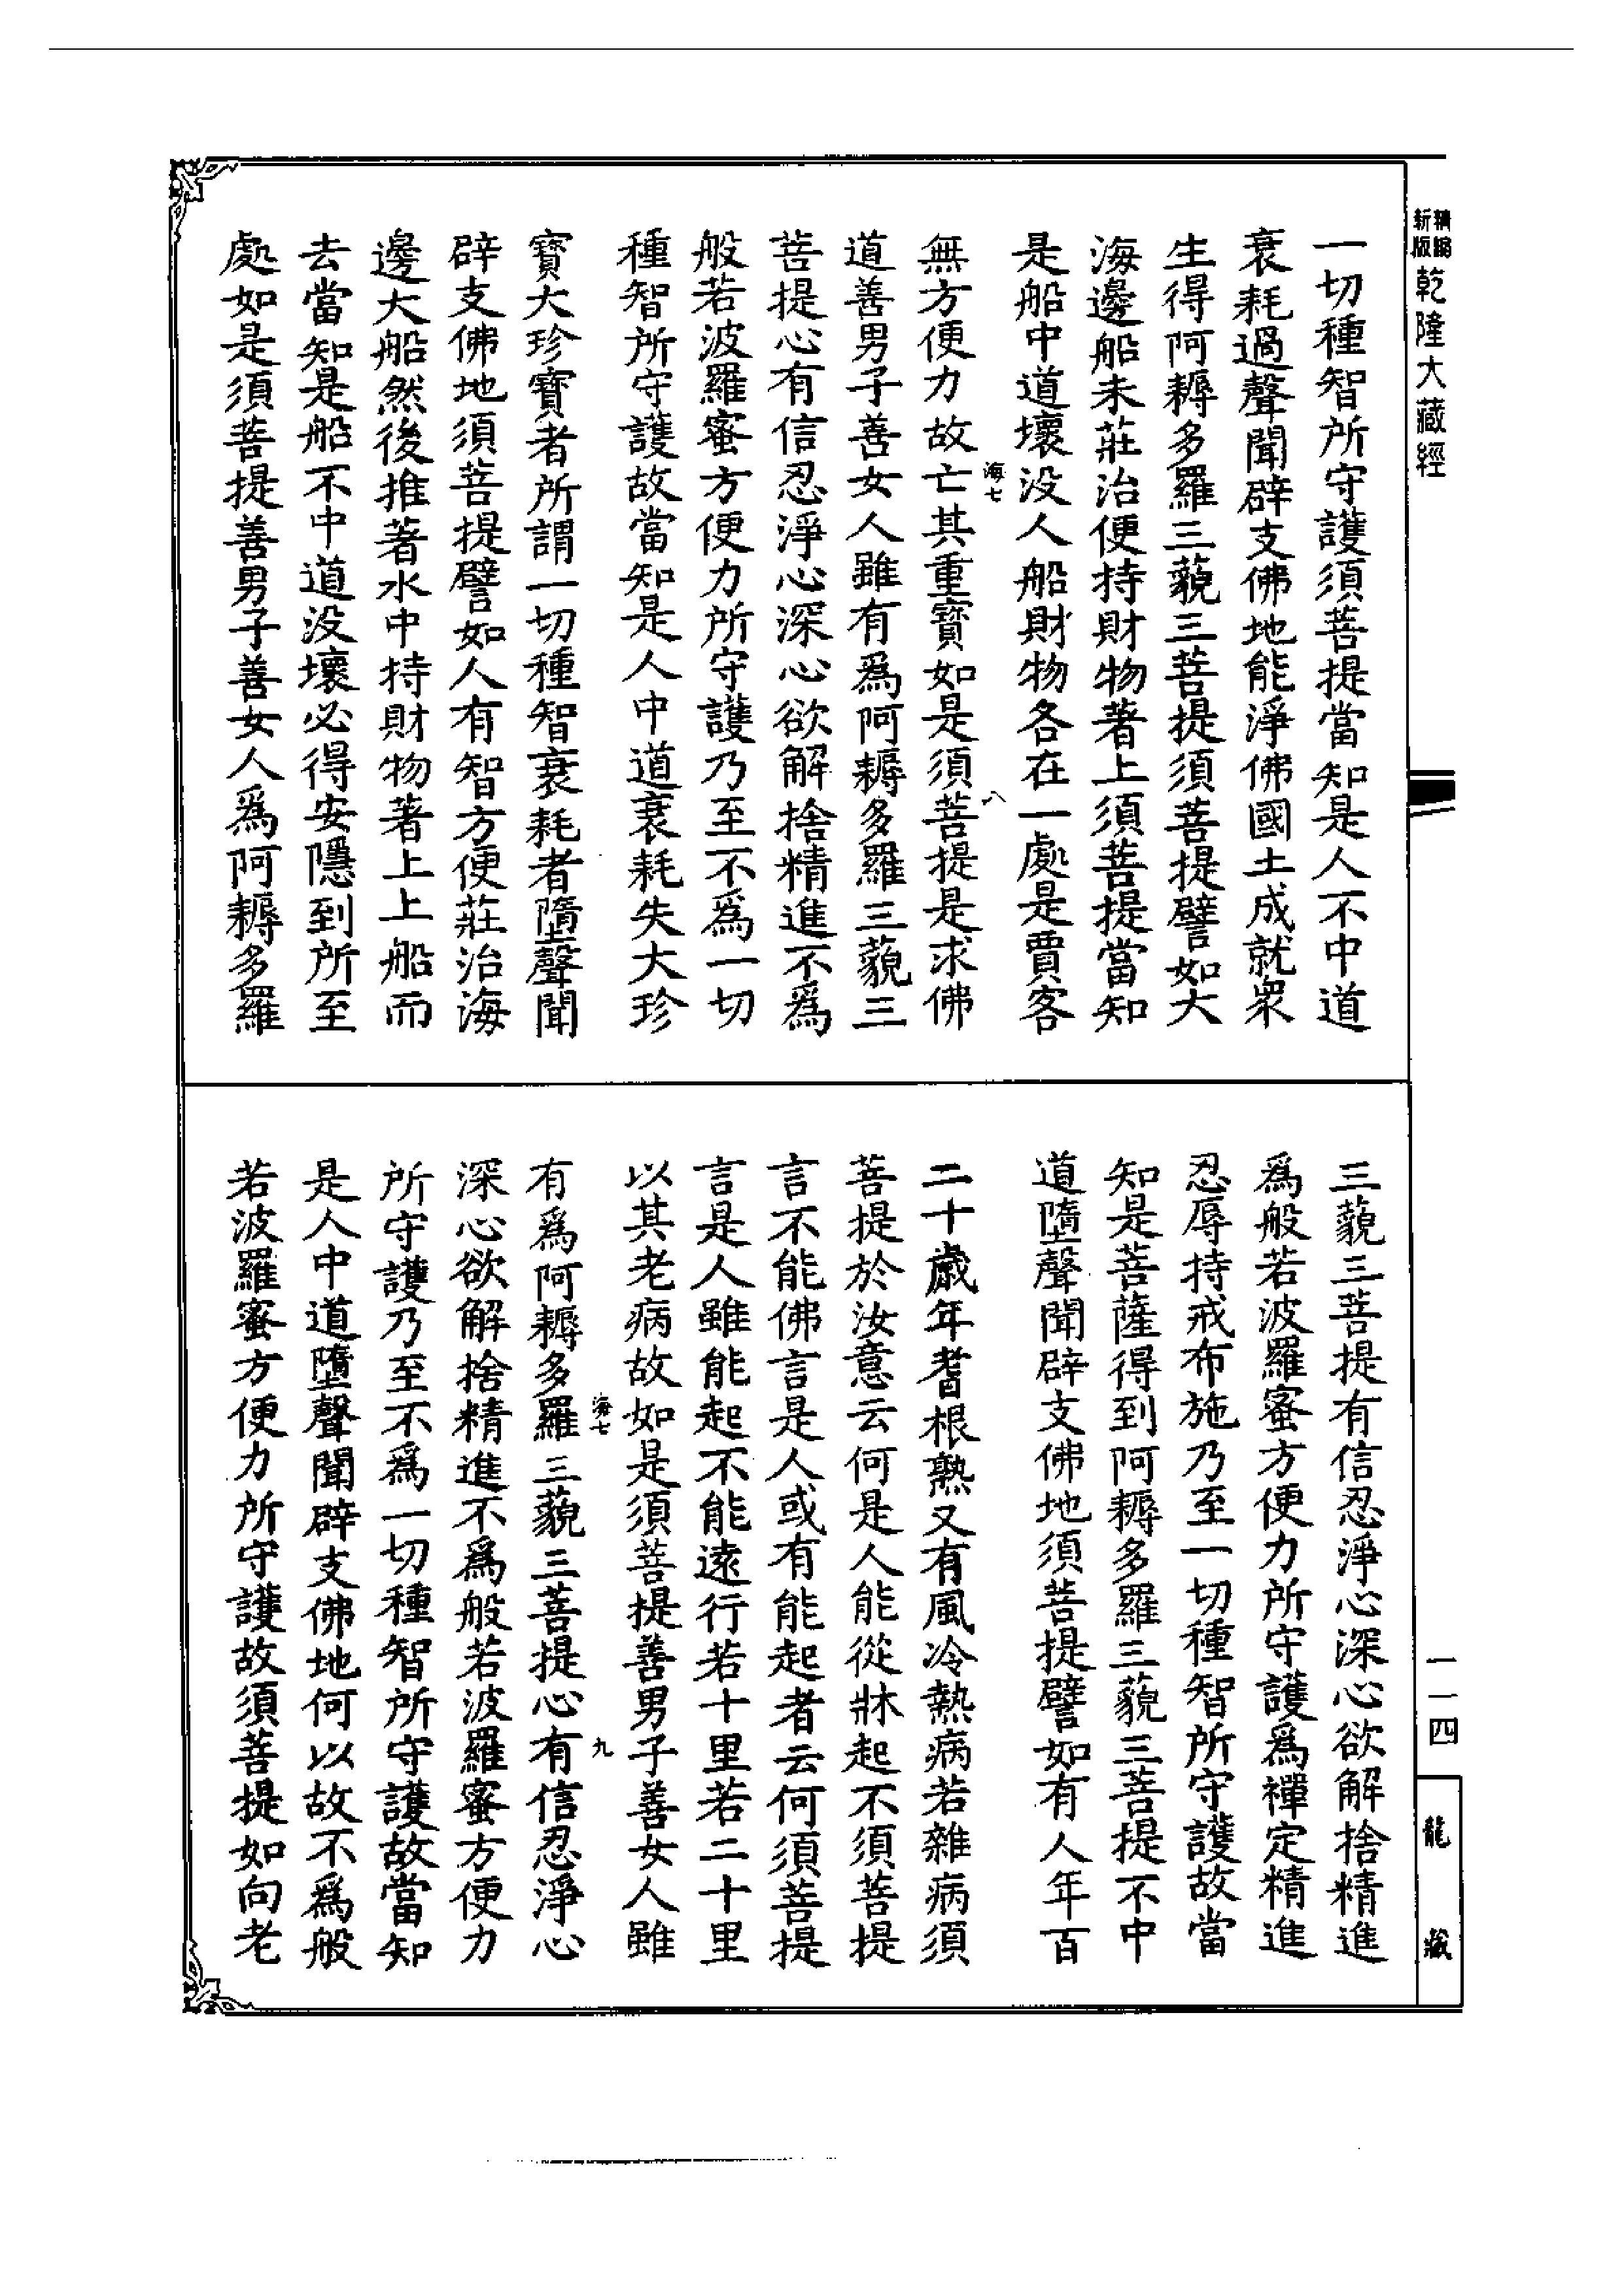 精編
新版
乾隆大藏經
一切種智所守護須菩提當知是人不中道
衰耗過聲聞辟支佛地能淨佛國土成就衆
生得阿耨多羅三藐三菩提須菩提譬如大
海邊船未莊治便持財物著上須菩提當知
是船中道壞没人船財物各在一處是賈客
海七
八
無方便力故亡其重寶如是須菩提是求佛
道善男子善女人雖有爲阿耨多羅三藐三
菩提心有信忍淨心深心欲解捨精進不爲
般若波羅蜜方便力所守護乃至不爲一切
種智所守護故當知是人中道衰耗失大珍
寳大珍寳者所謂一切種智衰耗者墮聲聞
辟支佛地須菩提譬如人有智方便莊治海
邊大船然後推著水中持財物著上上船而
去當知是船不中道没壞必得安隱到所至
處如是須菩提善男子善女人爲阿耨多羅
三藐三菩提有信忍淨心深心欲解捨精進
爲般若波羅蜜方便力所守護爲禪定精進
忍辱持戒布施乃至一切種智所守護故當
知是菩薩得到阿耨多羅三藐三菩提不中
道墮聲聞辟支佛地須菩提譬如有人年百
二十歲年耆根熟又有風冷熱病若雜病須
菩提於汝意云何是人能從牀起不須菩提
言不能佛言是人或有能起者云何須菩提
言是人雖能起不能遠行若十里若二十里
以其老病故如是須菩提善男子善女人雖
海七
九
有爲阿耨多羅三藐三菩提心有信忍淨心
深心欲解捨精進不爲般若波羅蜜方便力
所守護乃至不爲一切種智所守護故當知
是人中道墮聲聞辟支佛地何以故不爲般
若波羅蜜方便力所守護故須菩提如向老
一一四
龍藏